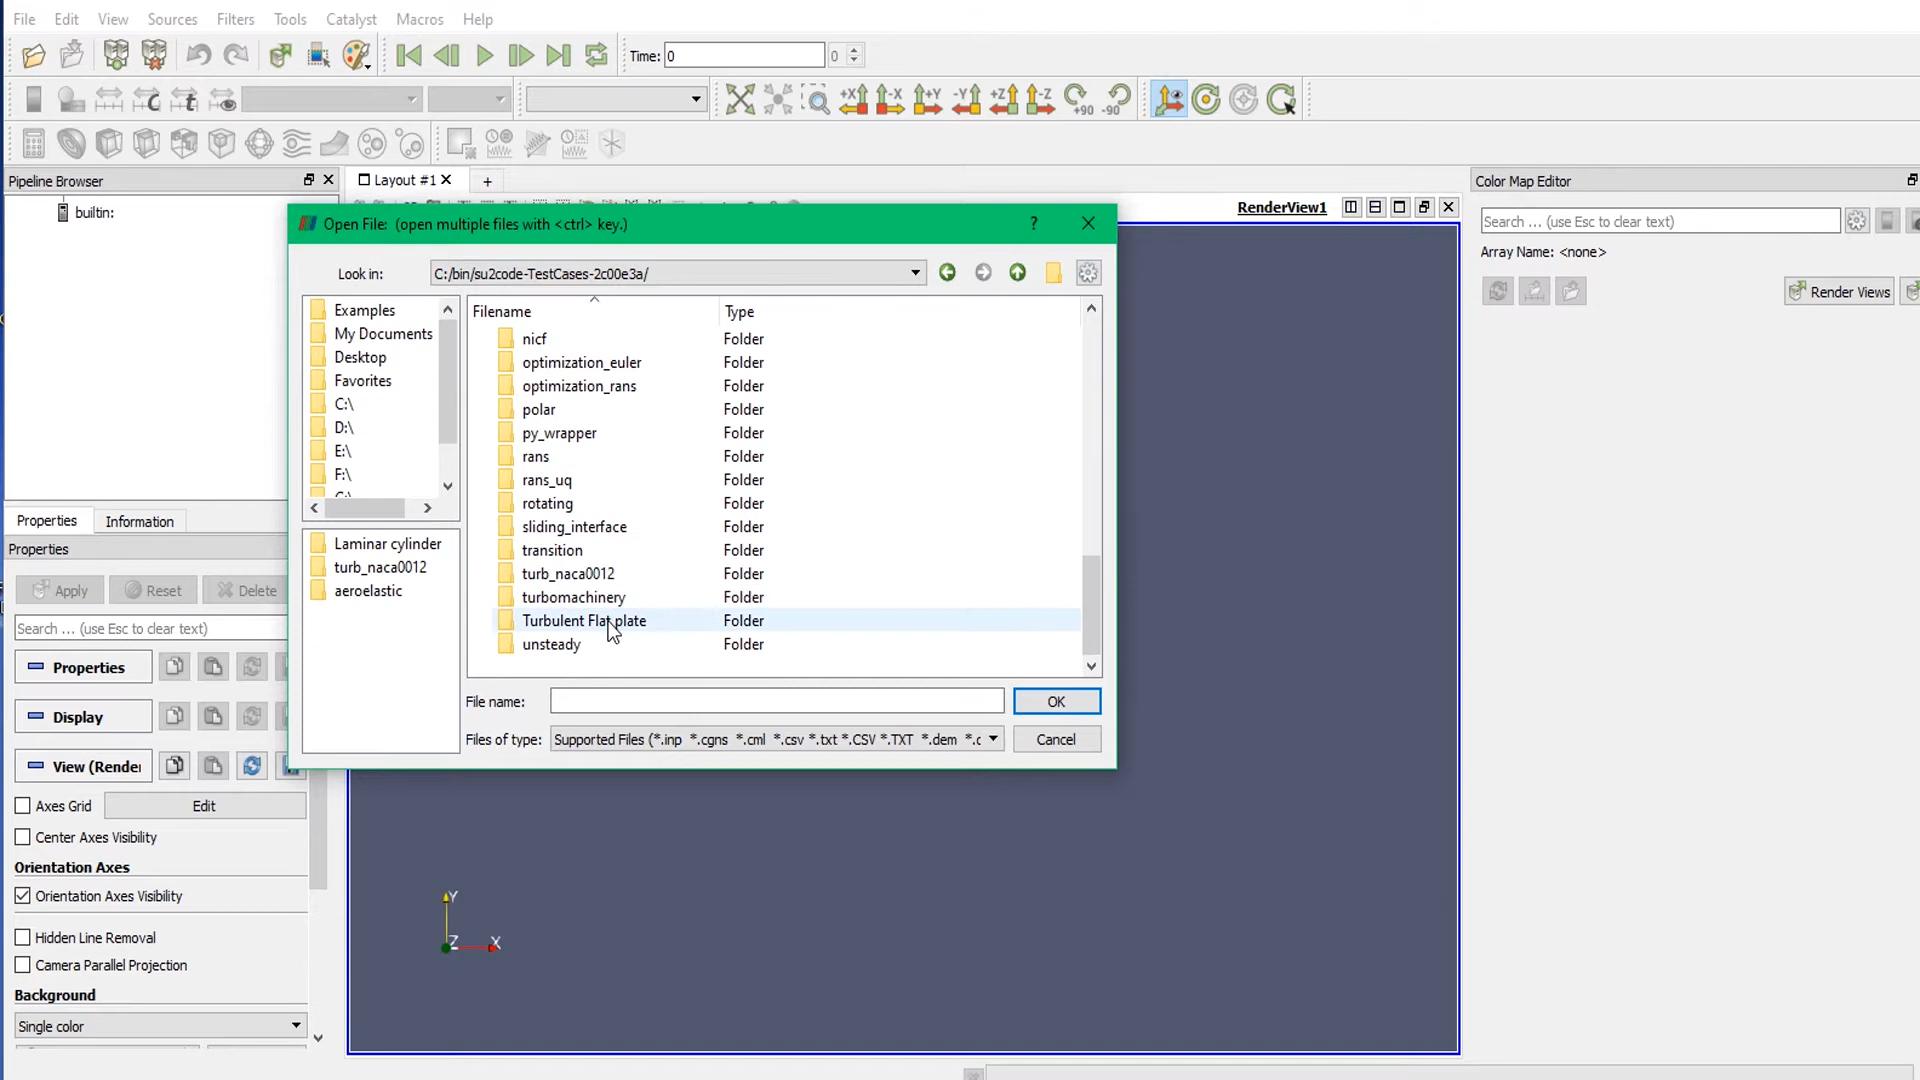 File Edit View Sources Filters Tools Catalyst Macros Help
Time: 0 0
C t +X -X +Y -Y +Z -Z +90 -90
Pipeline Browser
Layout #1
+
Color Map Editor
builtin:
RenderView1
Open File: (open multiple files with <ctrl> key.)
?
Search ... (use Esc to clear text)
Array Name: <none>
Render Views
Look in: C:/bin/su2code-TestCases-2c00e3a/
Examples
My Documents
Desktop
Favorites
C:\
D:\
E:\
F:\
Laminar cylinder
turb_naca0012
aeroelastic
Filename Type
nicf Folder
optimization_euler Folder
optimization_rans Folder
polar Folder
py_wrapper Folder
rans Folder
rans_uq Folder
rotating Folder
sliding_interface Folder
transition Folder
turb_naca0012 Folder
turbomachinery Folder
Turbulent Flat plate Folder
unsteady Folder
File name: OK
Files of type: Supported Files (*.inp *.cgns *.cml *.csv *.txt *.CSV *.TXT *.dem *.c Cancel
Properties Information
Properties
Apply Reset Delete
Search ... (use Esc to clear text)
Properties
Display
View (Render
Axes Grid Edit
Center Axes Visibility
Orientation Axes
Orientation Axes Visibility
Hidden Line Removal
Camera Parallel Projection
Background
Single color
Y
Z X